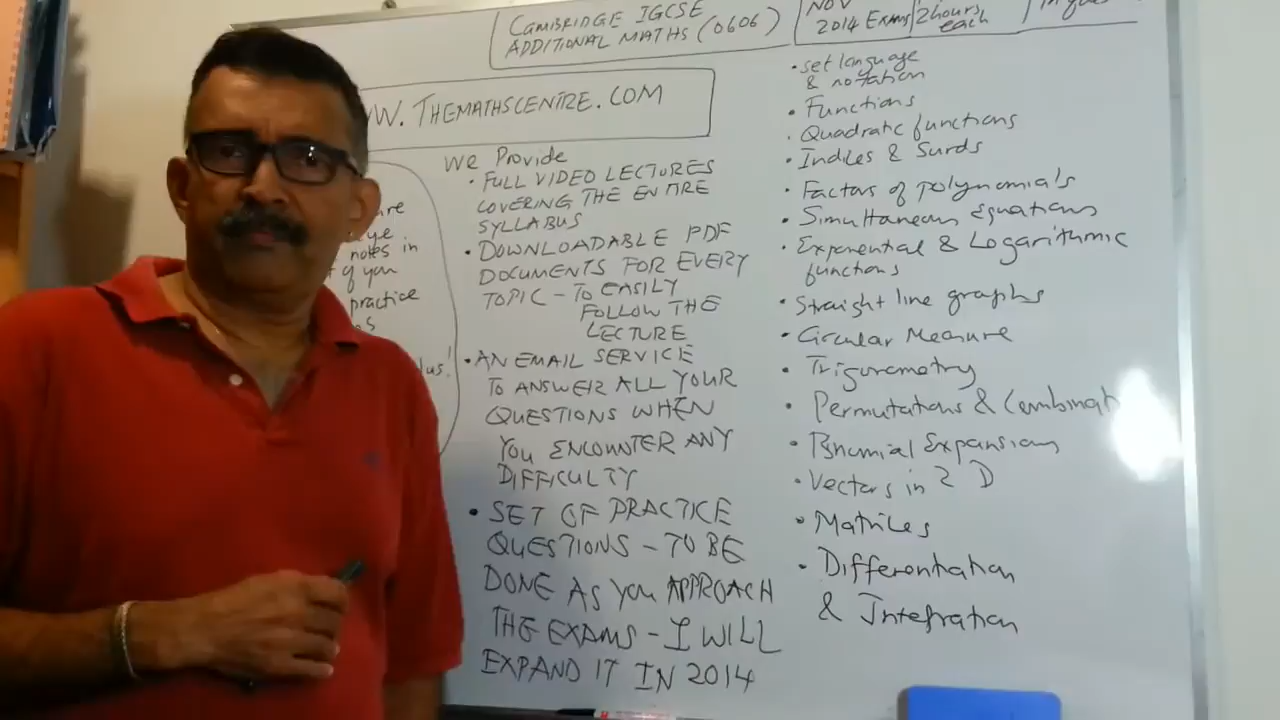 CAMBRIDGE IGCSE
ADDITIONAL MATHS (0606)
NOV
2014 EXAMS
2 hours
each
W. THEMATHSCENTRE.COM
notes in
of you
practice
We Provide
• FULL VIDEO LECTURES
COVERING THE ENTIRE
SYLLABUS
• DOWNLOADABLE PDF
DOCUMENTS FOR EVERY
TOPIC - TO EASILY
FOLLOW THE
LECTURE
• AN EMAIL SERVICE
TO ANSWER ALL YOUR
QUESTIONS WHEN
YOU ENCOUNTER ANY
DIFFICULTY
• SET OF PRACTICE
QUESTIONS - TO BE
DONE AS YOU APPROACH
THE EXAMS - I WILL
EXPAND IT IN 2014
• set language
& notation
• Functions
• Quadratic functions
• Indices & Surds
• Factors of polynomials
• Simultaneous Equations
• Exponential & Logarithmic
functions
• Straight line graphs
• Circular Measure
• Trigonometry
• Permutations & Combinat
• Binomial Expansions
• Vectors in 2 D
• Matrices
• Differentiation
& Integration